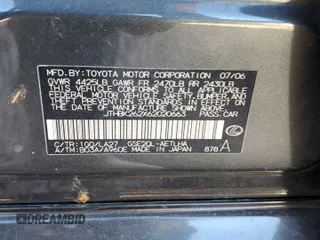 MFD. BY: TOYOTA MOTOR CORPORATION 07/06
GVWR 4425LB GAWR FR 2470LB RR 2430LB
THIS VEHICLE CONFORMS TO ALL APPLICABLE
FEDERAL MOTOR VEHICLE SAFETY, BUMPER, AND
THEFT PREVENTION STANDARDS IN EFFECT ON
THE DATE OF MANUFACTURE SHOWN ABOVE.
JTHBK262X62020663 PASS. CAR
C/TR: 1G0/LA27 GSE20L-AETLHA
A/TM: B03A/A960E MADE IN JAPAN 878 A
BIDFAX